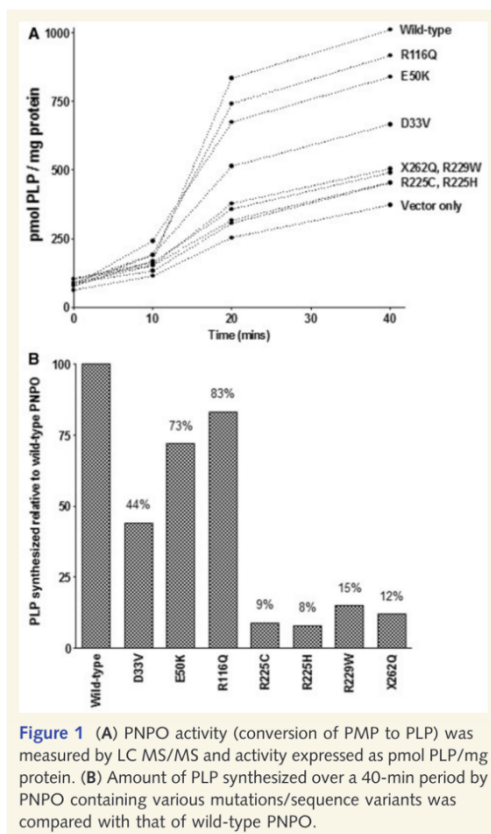 A
1000
750
500
250
0
pmol PLP / mg protein
0 10 20 30 40
Time (mins)
Wild-type
R116Q
E50K
D33V
X262Q, R229W
R225C, R225H
Vector only
B
100
75
50
25
0
PLP synthesized relative to wild-type PNPO
44%
73%
83%
9%
8%
15%
12%
Wild-type
D33V
E50K
R116Q
R225C
R225H
R229W
X262Q
Figure 1 (A) PNPO activity (conversion of PMP to PLP) was
measured by LC MS/MS and activity expressed as pmol PLP/mg
protein. (B) Amount of PLP synthesized over a 40-min period by
PNPO containing various mutations/sequence variants was
compared with that of wild-type PNPO.